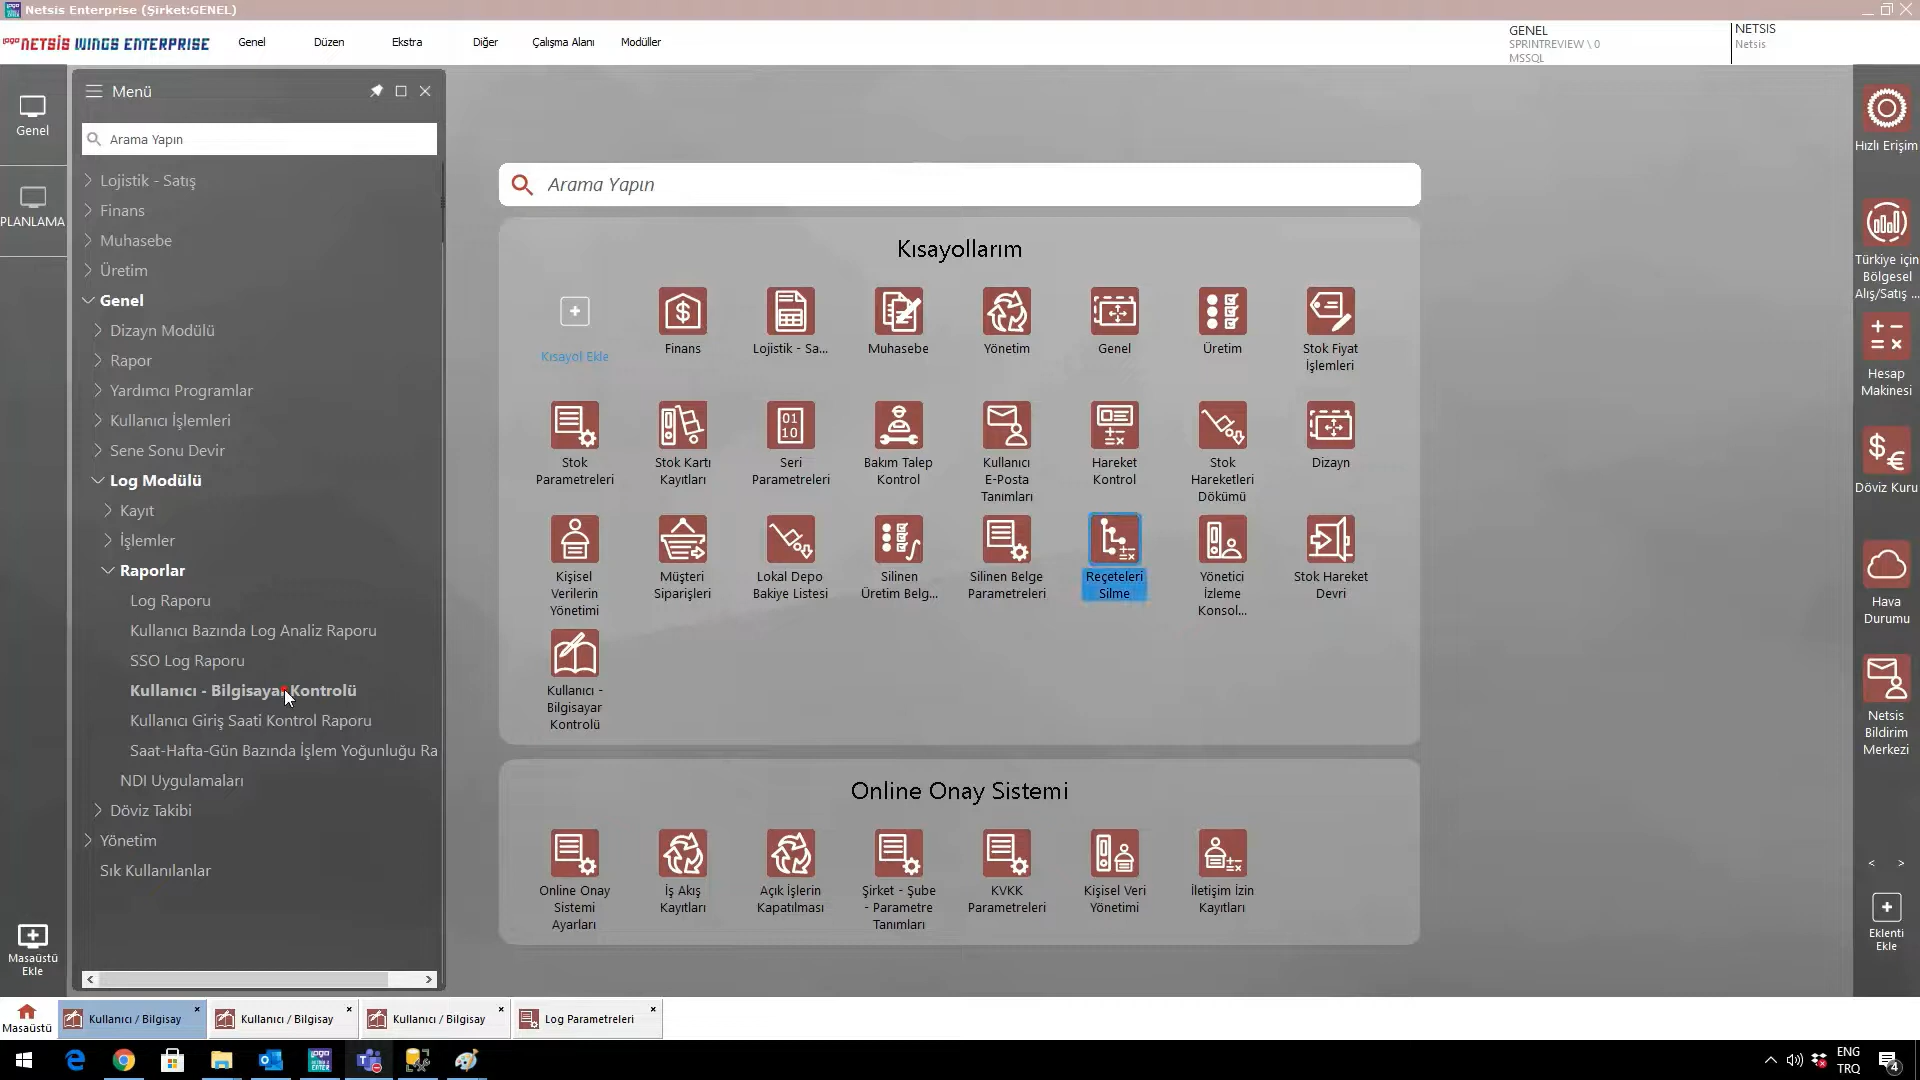 Netsis Enterprise (Şirket:GENEL)
logo NETSİS WINGS ENTERPRISE
Genel
Düzen
Ekstra
Diğer
Çalışma Alanı
Modüller
GENEL
SPRINTREVIEW \ 0
MSSQL
NETSIS
Netsis
Genel
PLANLAMA
Masaüstü
Ekle
Menü
Arama Yapın
Lojistik - Satış
Finans
Muhasebe
Üretim
Genel
Dizayn Modülü
Rapor
Yardımcı Programlar
Kullanıcı İşlemleri
Sene Sonu Devir
Log Modülü
Kayıt
İşlemler
Raporlar
Log Raporu
Kullanıcı Bazında Log Analiz Raporu
SSO Log Raporu
Kullanıcı - Bilgisayar Kontrolü
Kullanıcı Giriş Saati Kontrol Raporu
Saat-Hafta-Gün Bazında İşlem Yoğunluğu Ra
NDI Uygulamaları
Döviz Takibi
Yönetim
Sık Kullanılanlar
Arama Yapın
Kısayollarım
Kısayol Ekle
Finans
Lojistik - Sa...
Muhasebe
Yönetim
Genel
Üretim
Stok Fiyat
İşlemleri
Stok
Parametreleri
Stok Kartı
Kayıtları
Seri
Parametreleri
Bakım Talep
Kontrol
Kullanıcı
E-Posta
Tanımları
Hareket
Kontrol
Stok
Hareketleri
Dökümü
Dizayn
Kişisel
Verilerin
Yönetimi
Müşteri
Siparişleri
Lokal Depo
Bakiye Listesi
Silinen
Üretim Belg...
Silinen Belge
Parametreleri
Reçeteleri
Silme
Yönetici
İzleme
Konsol...
Stok Hareket
Devri
Kullanıcı -
Bilgisayar
Kontrolü
Online Onay Sistemi
Online Onay
Sistemi
Ayarları
İş Akış
Kayıtları
Açık İşlerin
Kapatılması
Şirket - Şube
- Parametre
Tanımları
KVKK
Parametreleri
Kişisel Veri
Yönetimi
İletişim İzin
Kayıtları
Hızlı Erişim
Türkiye için
Bölgesel
Alış/Satış ...
Hesap
Makinesi
Döviz Kuru
Hava
Durumu
Netsis
Bildirim
Merkezi
Eklenti
Ekle
Masaüstü
Kullanıcı / Bilgisay
Kullanıcı / Bilgisay
Kullanıcı / Bilgisay
Log Parametreleri
ENG
TRQ
4